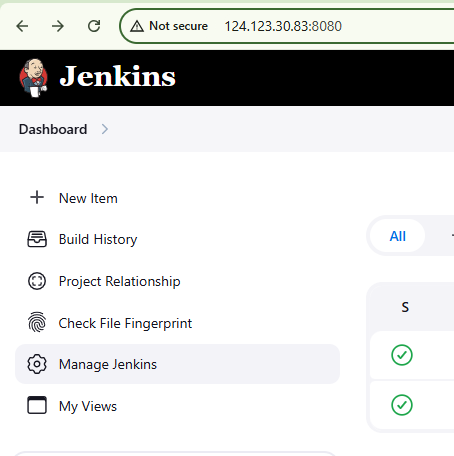 Not secure 124.123.30.83:8080
Jenkins
Dashboard
New Item
Build History
Project Relationship
Check File Fingerprint
Manage Jenkins
My Views
All
S